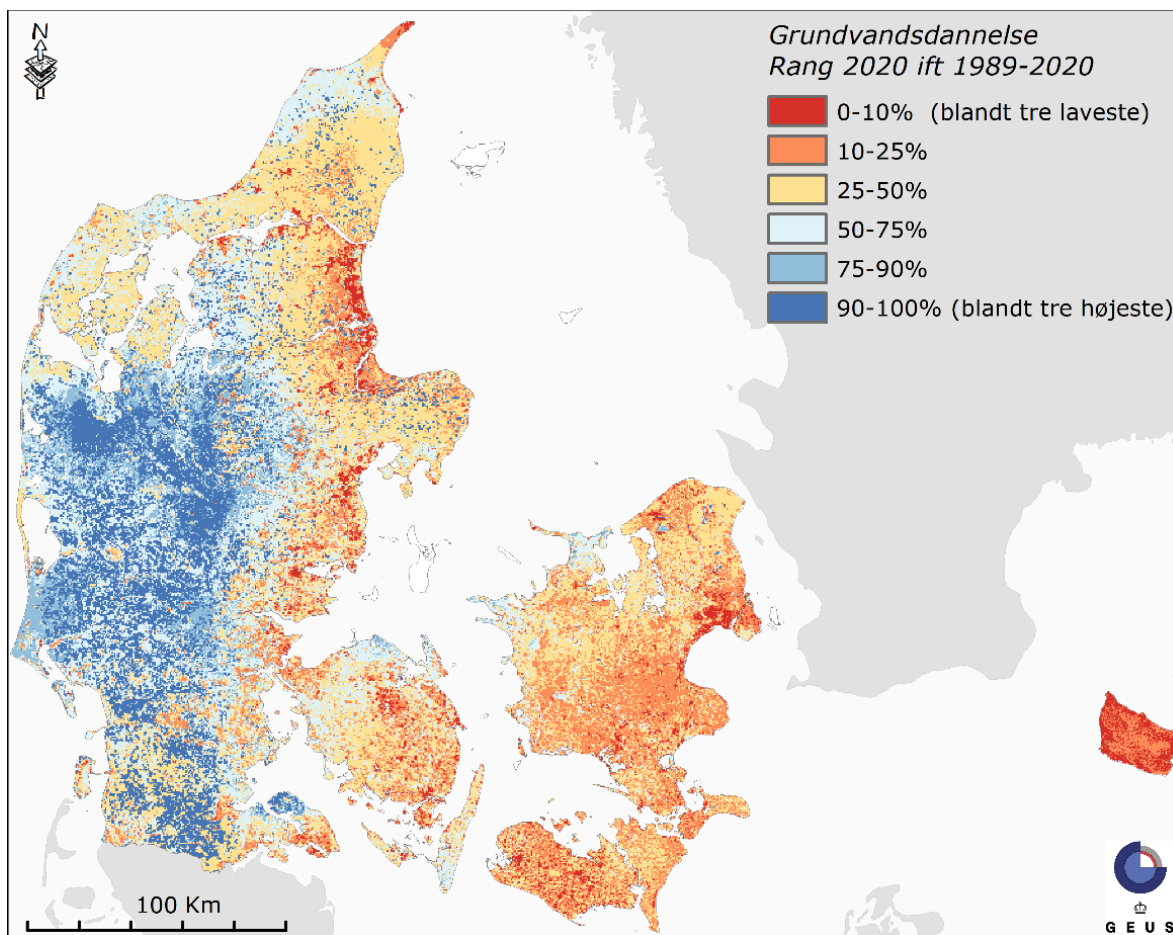 N
Grundvandsdannelse
Rang 2020 ift 1989-2020
0-10% (blandt tre laveste)
10-25%
25-50%
50-75%
75-90%
90-100% (blandt tre højeste)
100 Km
G E U S